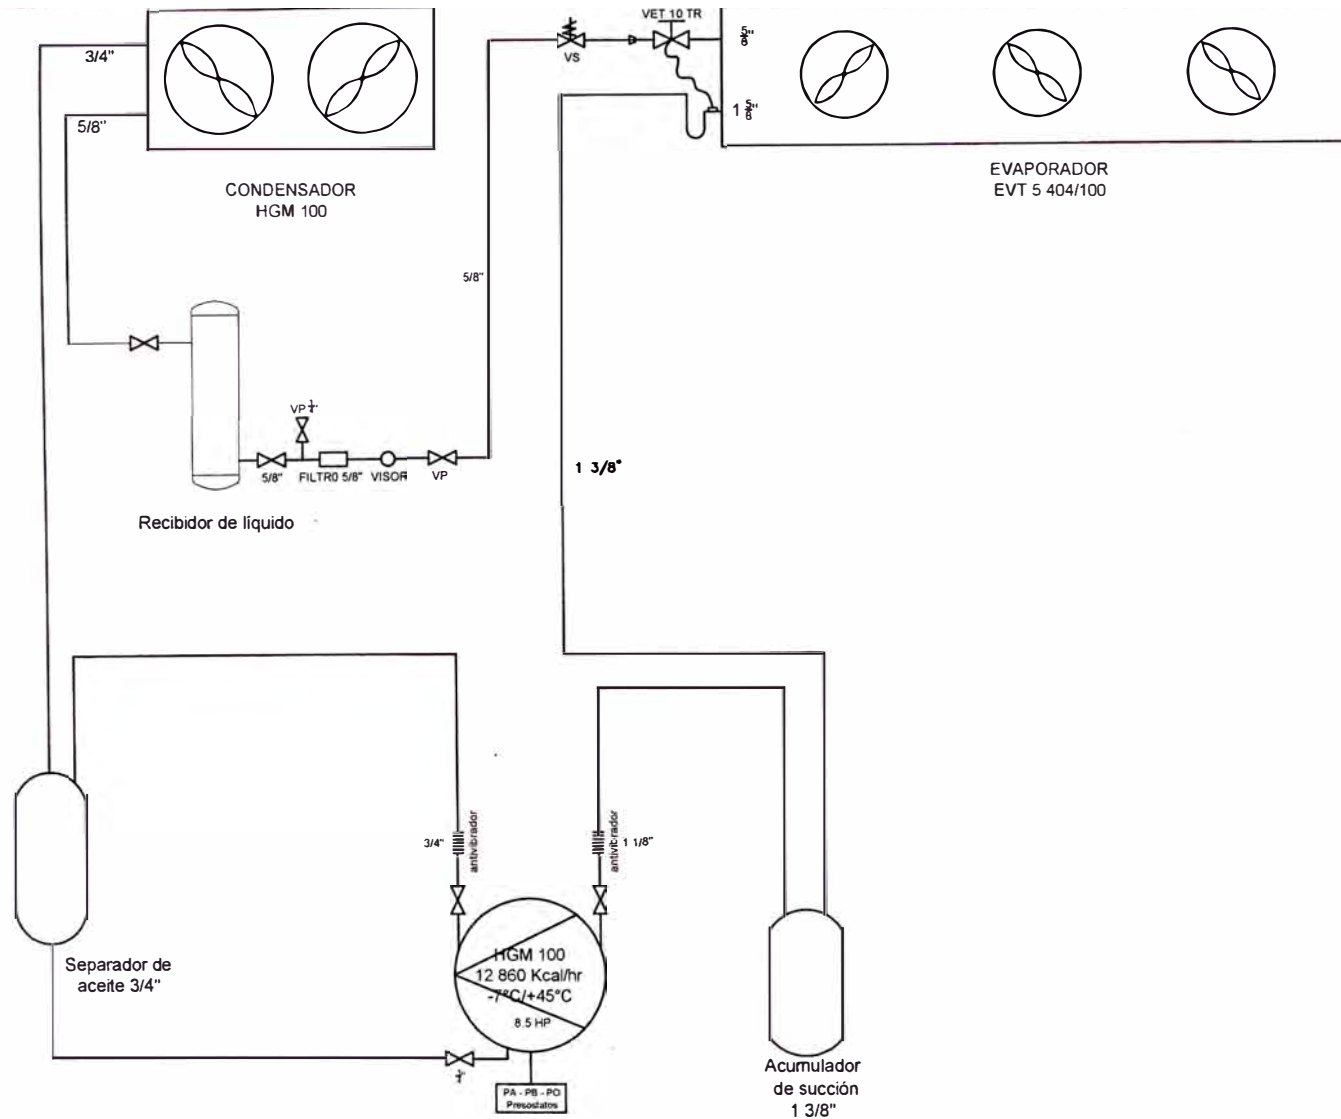 VET 10 TR
3/4"
VS
5/8"
5/8"
1 5/8"
CONDENSADOR
HGM 100
EVAPORADOR
EVT 5 404/100
5/8"
VP 1/4"
5/8"
FILTRO 5/8"
VISOR
VP
1 3/8"
Recibidor de líquido
3/4"
antivibrador
antivibrador
1 1/8"
HGM 100
12 860 Kcal/hr
-7°C/+45°C
8.5 HP
Separador de
aceite 3/4"
PA - PB - PO
Presostatos
Acumulador
de succión
1 3/8"